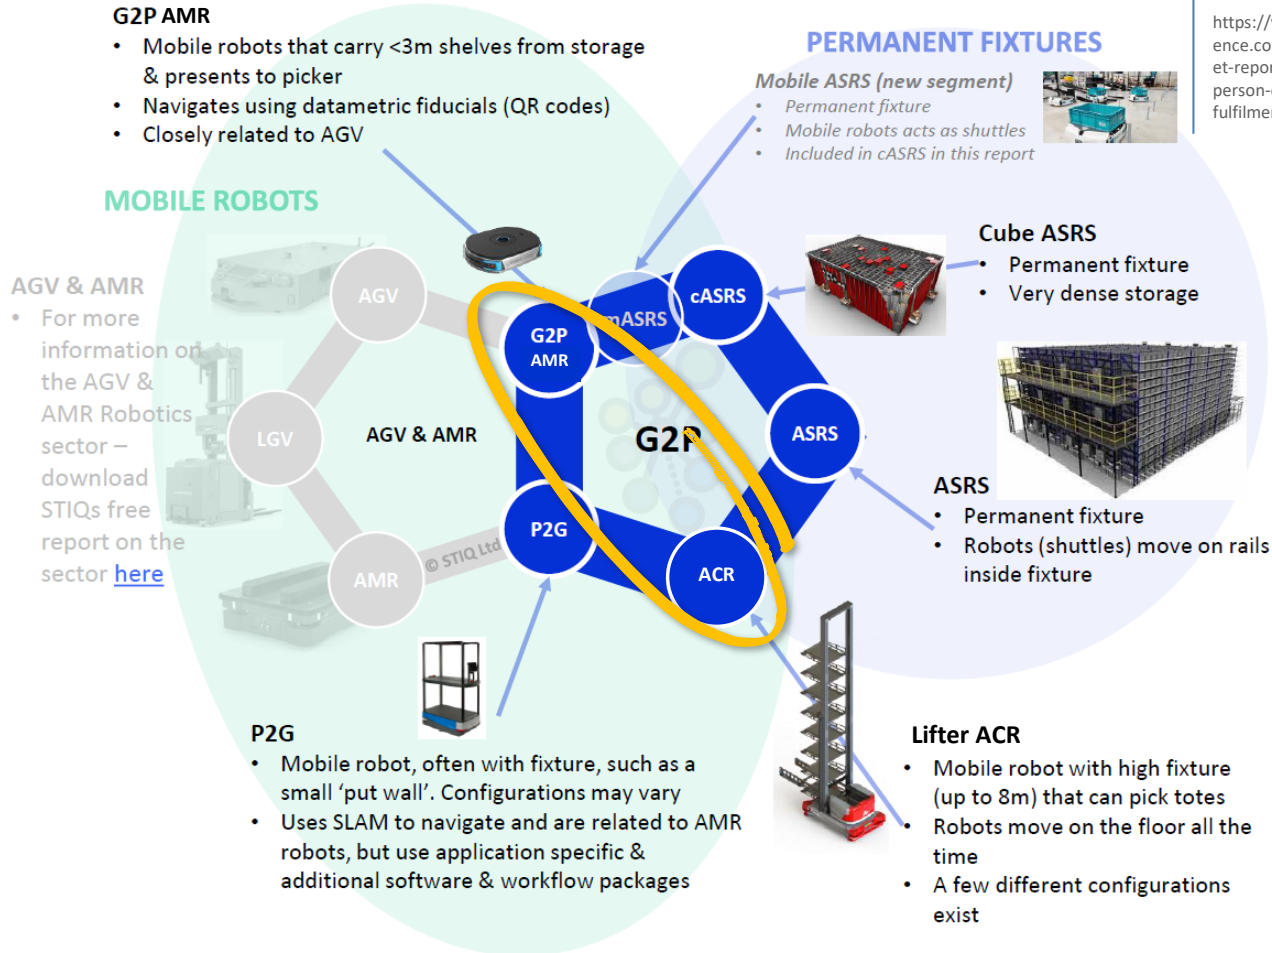 G2P AMR
• Mobile robots that carry <3m shelves from storage
& presents to picker
• Navigates using datametric fiducials (QR codes)
• Closely related to AGV
PERMANENT FIXTURES
Mobile ASRS (new segment)
• Permanent fixture
• Mobile robots acts as shuttles
• Included in cASRS in this report
ence.co
et-repor
person-
fulfilme
MOBILE ROBOTS
AGV & AMR
• For more
information on
the AGV &
AMR Robotics
sector –
download
STIQs free
report on the
sector here
AGV
LGV
AMR
AGV & AMR
G2P
AMR
mASRS
cASRS
ASRS
G2P
P2G
ACR
© STIQ Ltd
Cube ASRS
• Permanent fixture
• Very dense storage
ASRS
• Permanent fixture
• Robots (shuttles) move on rails
inside fixture
P2G
• Mobile robot, often with fixture, such as a
small ‘put wall’. Configurations may vary
• Uses SLAM to navigate and are related to AMR
robots, but use application specific &
additional software & workflow packages
Lifter ACR
• Mobile robot with high fixture
(up to 8m) that can pick totes
• Robots move on the floor all the
time
• A few different configurations
exist